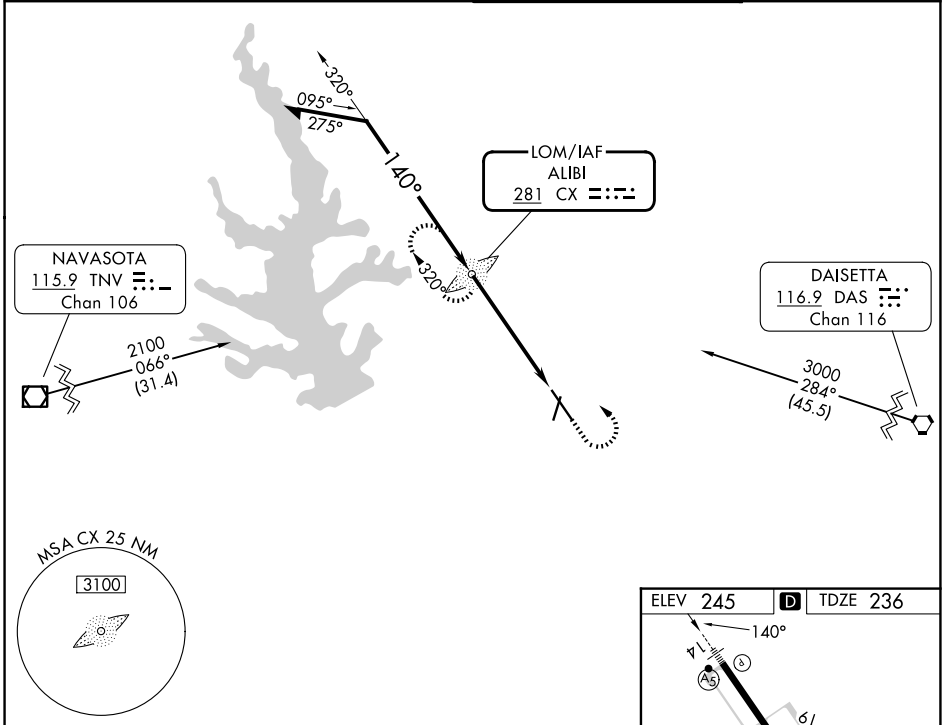 320°
095°
275°
140°
LOM/IAF
ALIBI
281 CX
320°
NAVASOTA
115.9 TNV
Chan 106
2100
066°
(31.4)
DAISETTA
116.9 DAS
Chan 116
3000
284°
(45.5)
MSA CX 25 NM
3100
ELEV 245 D TDZE 236
140°
14
P
A5
61